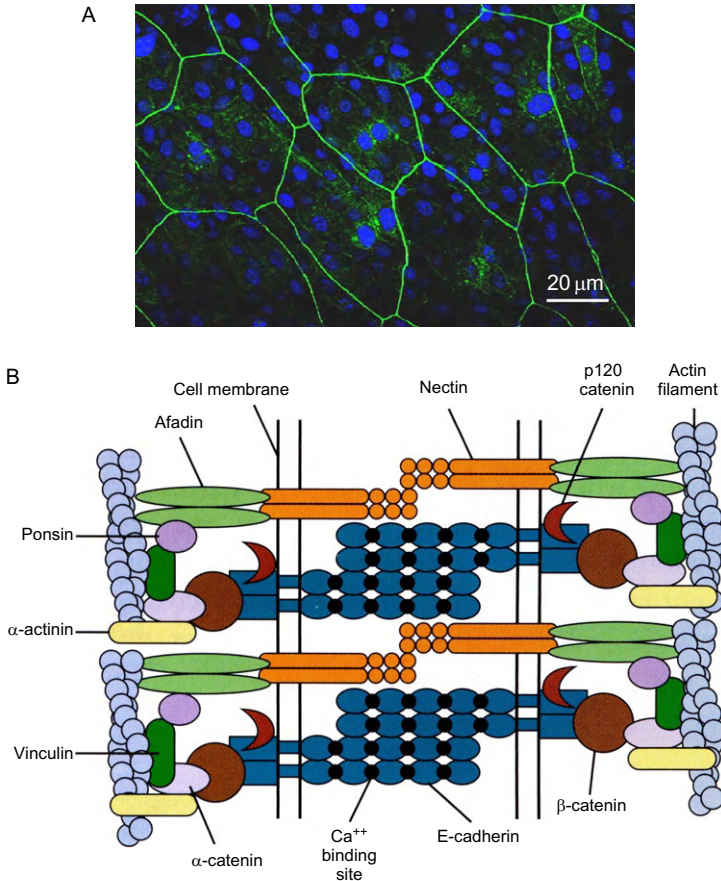 A
20 μm
B
Cell membrane
Nectin
p120
catenin
Actin
filament
Afadin
Ponsin
α-actinin
Vinculin
α-catenin
Ca⁺⁺
binding
site
E-cadherin
β-catenin